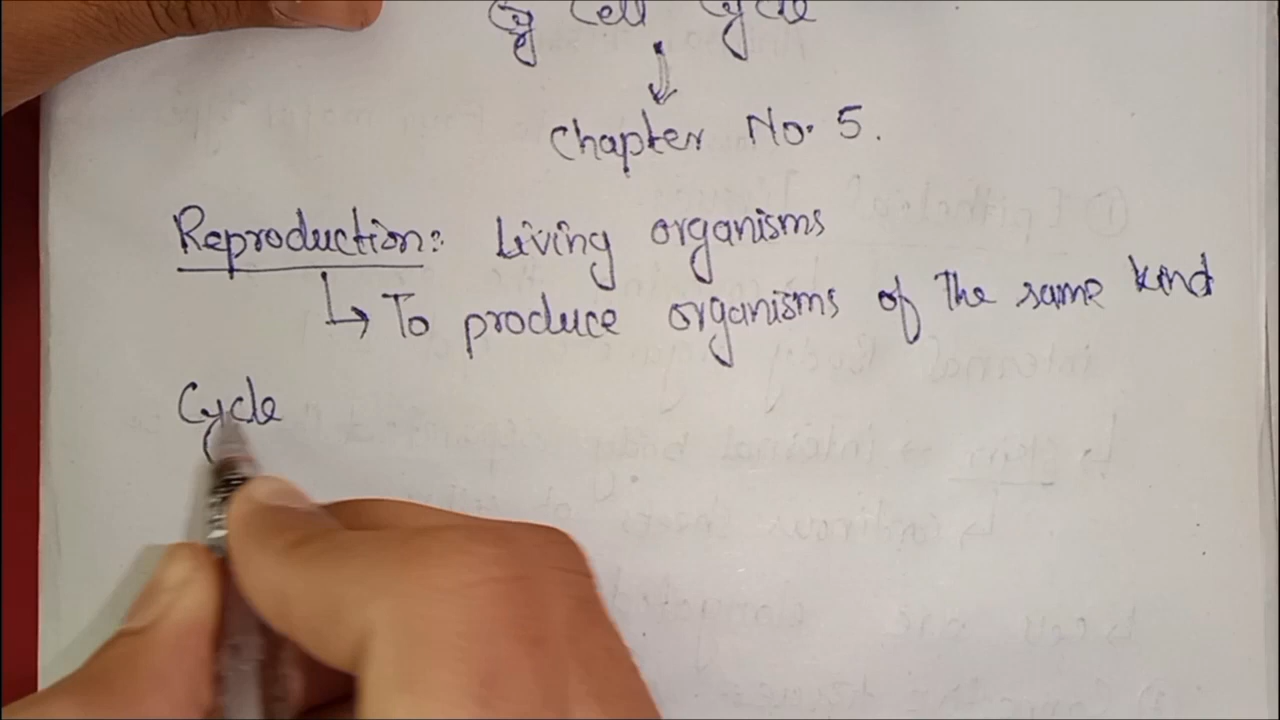 Cell Cycle
Chapter No. 5.
Reproduction: Living organisms
↳ To produce organisms of the same kind
Cycle